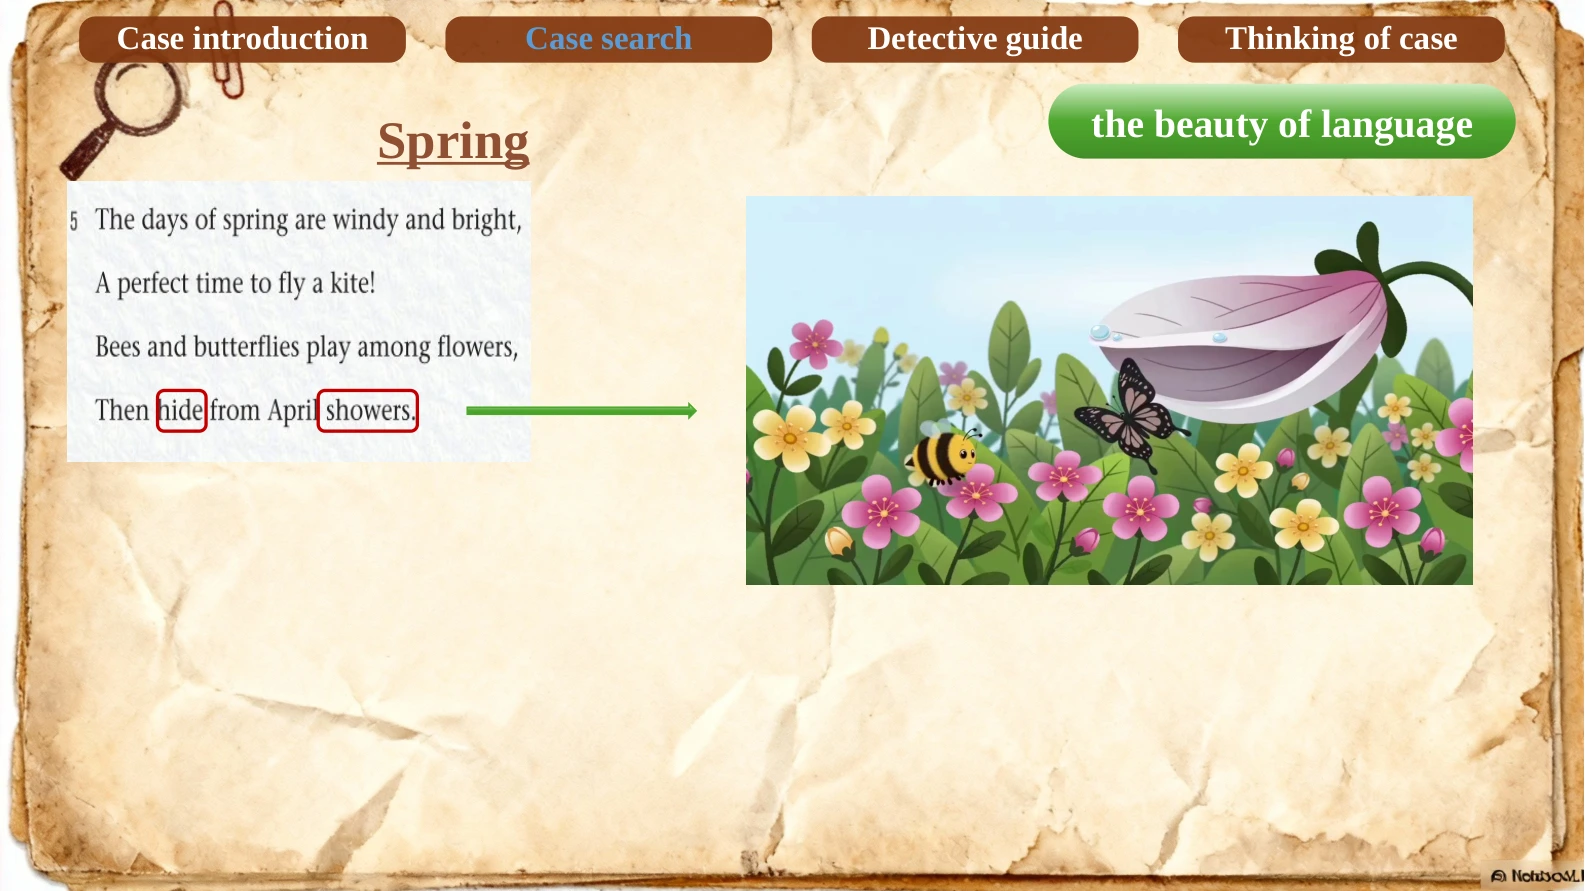 Case introduction
Case search
Detective guide
Thinking of case
the beauty of language
Spring
5 The days of spring are windy and bright,
A perfect time to fly a kite!
Bees and butterflies play among flowers,
Then hide from April showers.